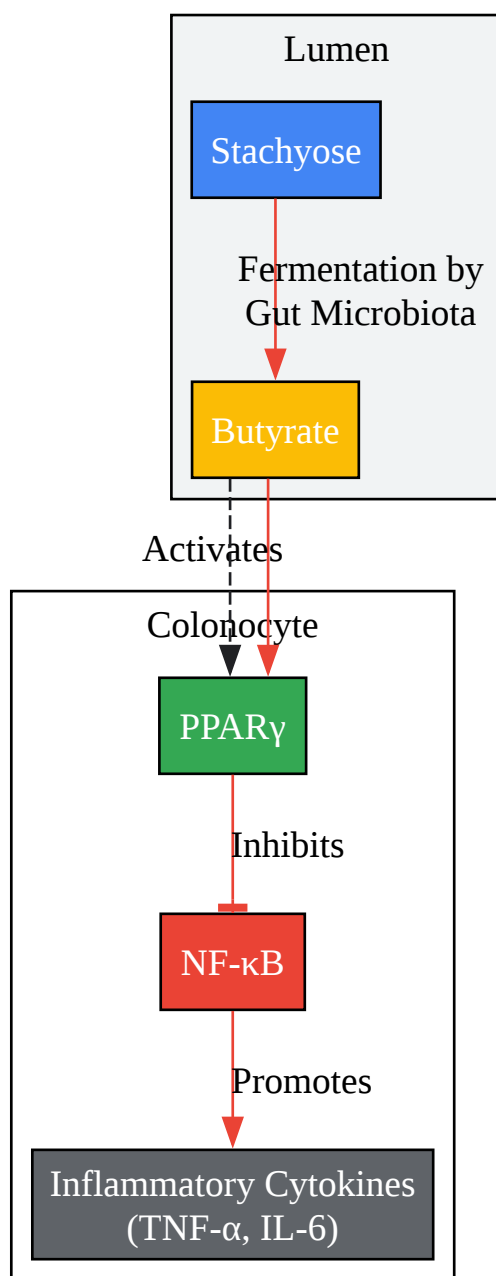 Lumen
Stachyose
Fermentation by
Gut Microbiota
Butyrate
Activates
Colonocyte
PPARγ
Inhibits
NF-κB
Promotes
Inflammatory Cytokines
(TNF-α, IL-6)